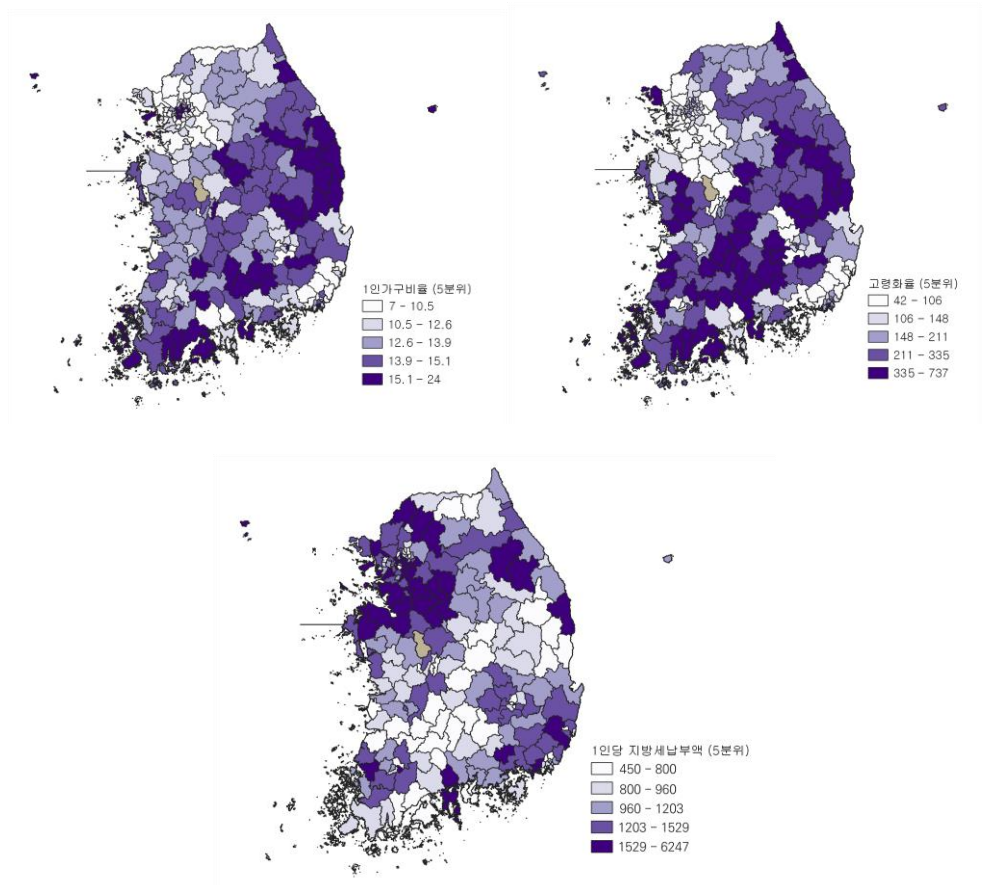 1인가구비율 (5분위)
7 – 10.5
10.5 – 12.6
12.6 – 13.9
13.9 – 15.1
15.1 – 24
고령화율 (5분위)
42 – 106
106 – 148
148 – 211
211 – 335
335 – 737
1인당 지방세납부액 (5분위)
450 – 800
800 – 960
960 – 1203
1203 – 1529
1529 – 6247